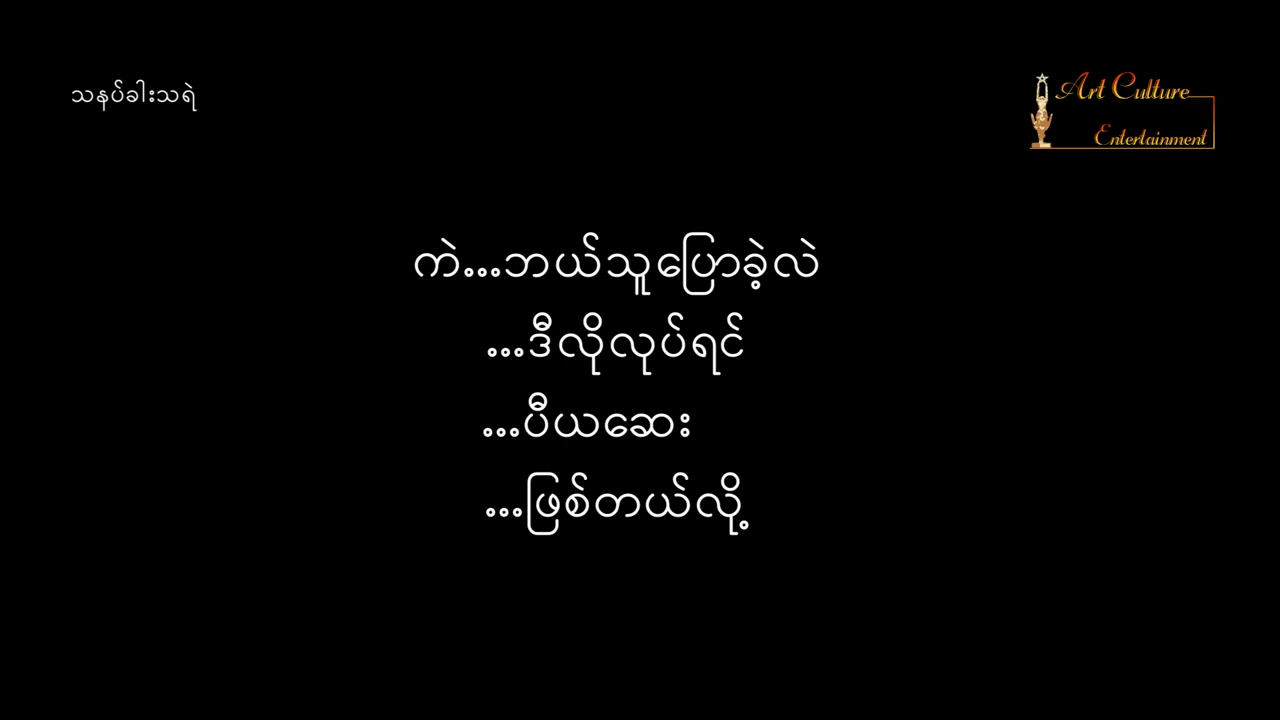 သနပ်ခါးသရဲ
Art Culture
Entertainment
ကဲ...ဘယ်သူပြောခဲ့လဲ
...ဒီလိုလုပ်ရင်
...ပီယဆေး
...ဖြစ်တယ်လို့